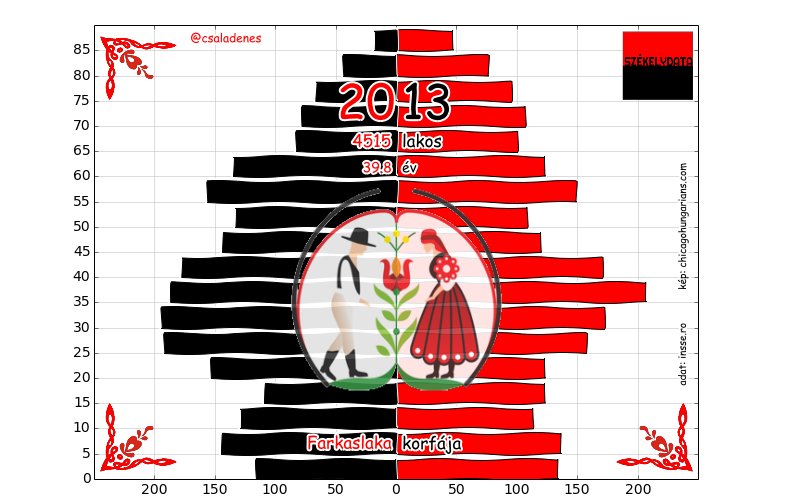 @csaladenes
SZÉKELYDATA
2013
4515 lakos
39.8 év
kép: chicagohungarians.com
adat: insse.ro
Farkaslaka korfája
85
80
75
70
65
60
55
50
45
40
35
30
25
20
15
10
5
0
200 150 100 50 0 50 100 150 200